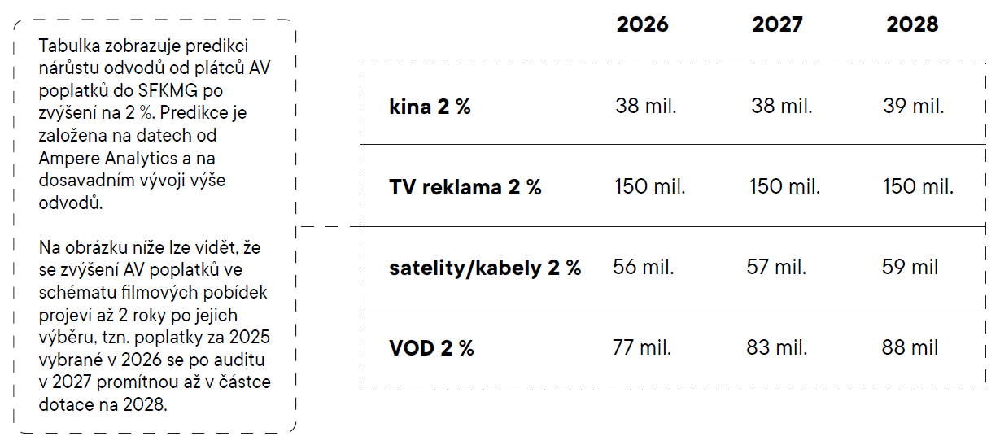 Tabulka zobrazuje predikci
nárůstu odvodů od plátců AV
poplatků do SFKMG po
zvýšení na 2 %. Predikce je
založena na datech od
Ampere Analytics a na
dosavadním vývoji výše
odvodů.
Na obrázku níže lze vidět, že
se zvýšení AV poplatků ve
schématu filmových pobídek
projeví až 2 roky po jejich
výběru, tzn. poplatky za 2025
vybrané v 2026 se po auditu
v 2027 promítnou až v částce
dotace na 2028.
2026 2027 2028
kina 2 % 38 mil. 38 mil. 39 mil.
TV reklama 2 % 150 mil. 150 mil. 150 mil.
satelity/kabely 2 % 56 mil. 57 mil. 59 mil
VOD 2 % 77 mil. 83 mil. 88 mil